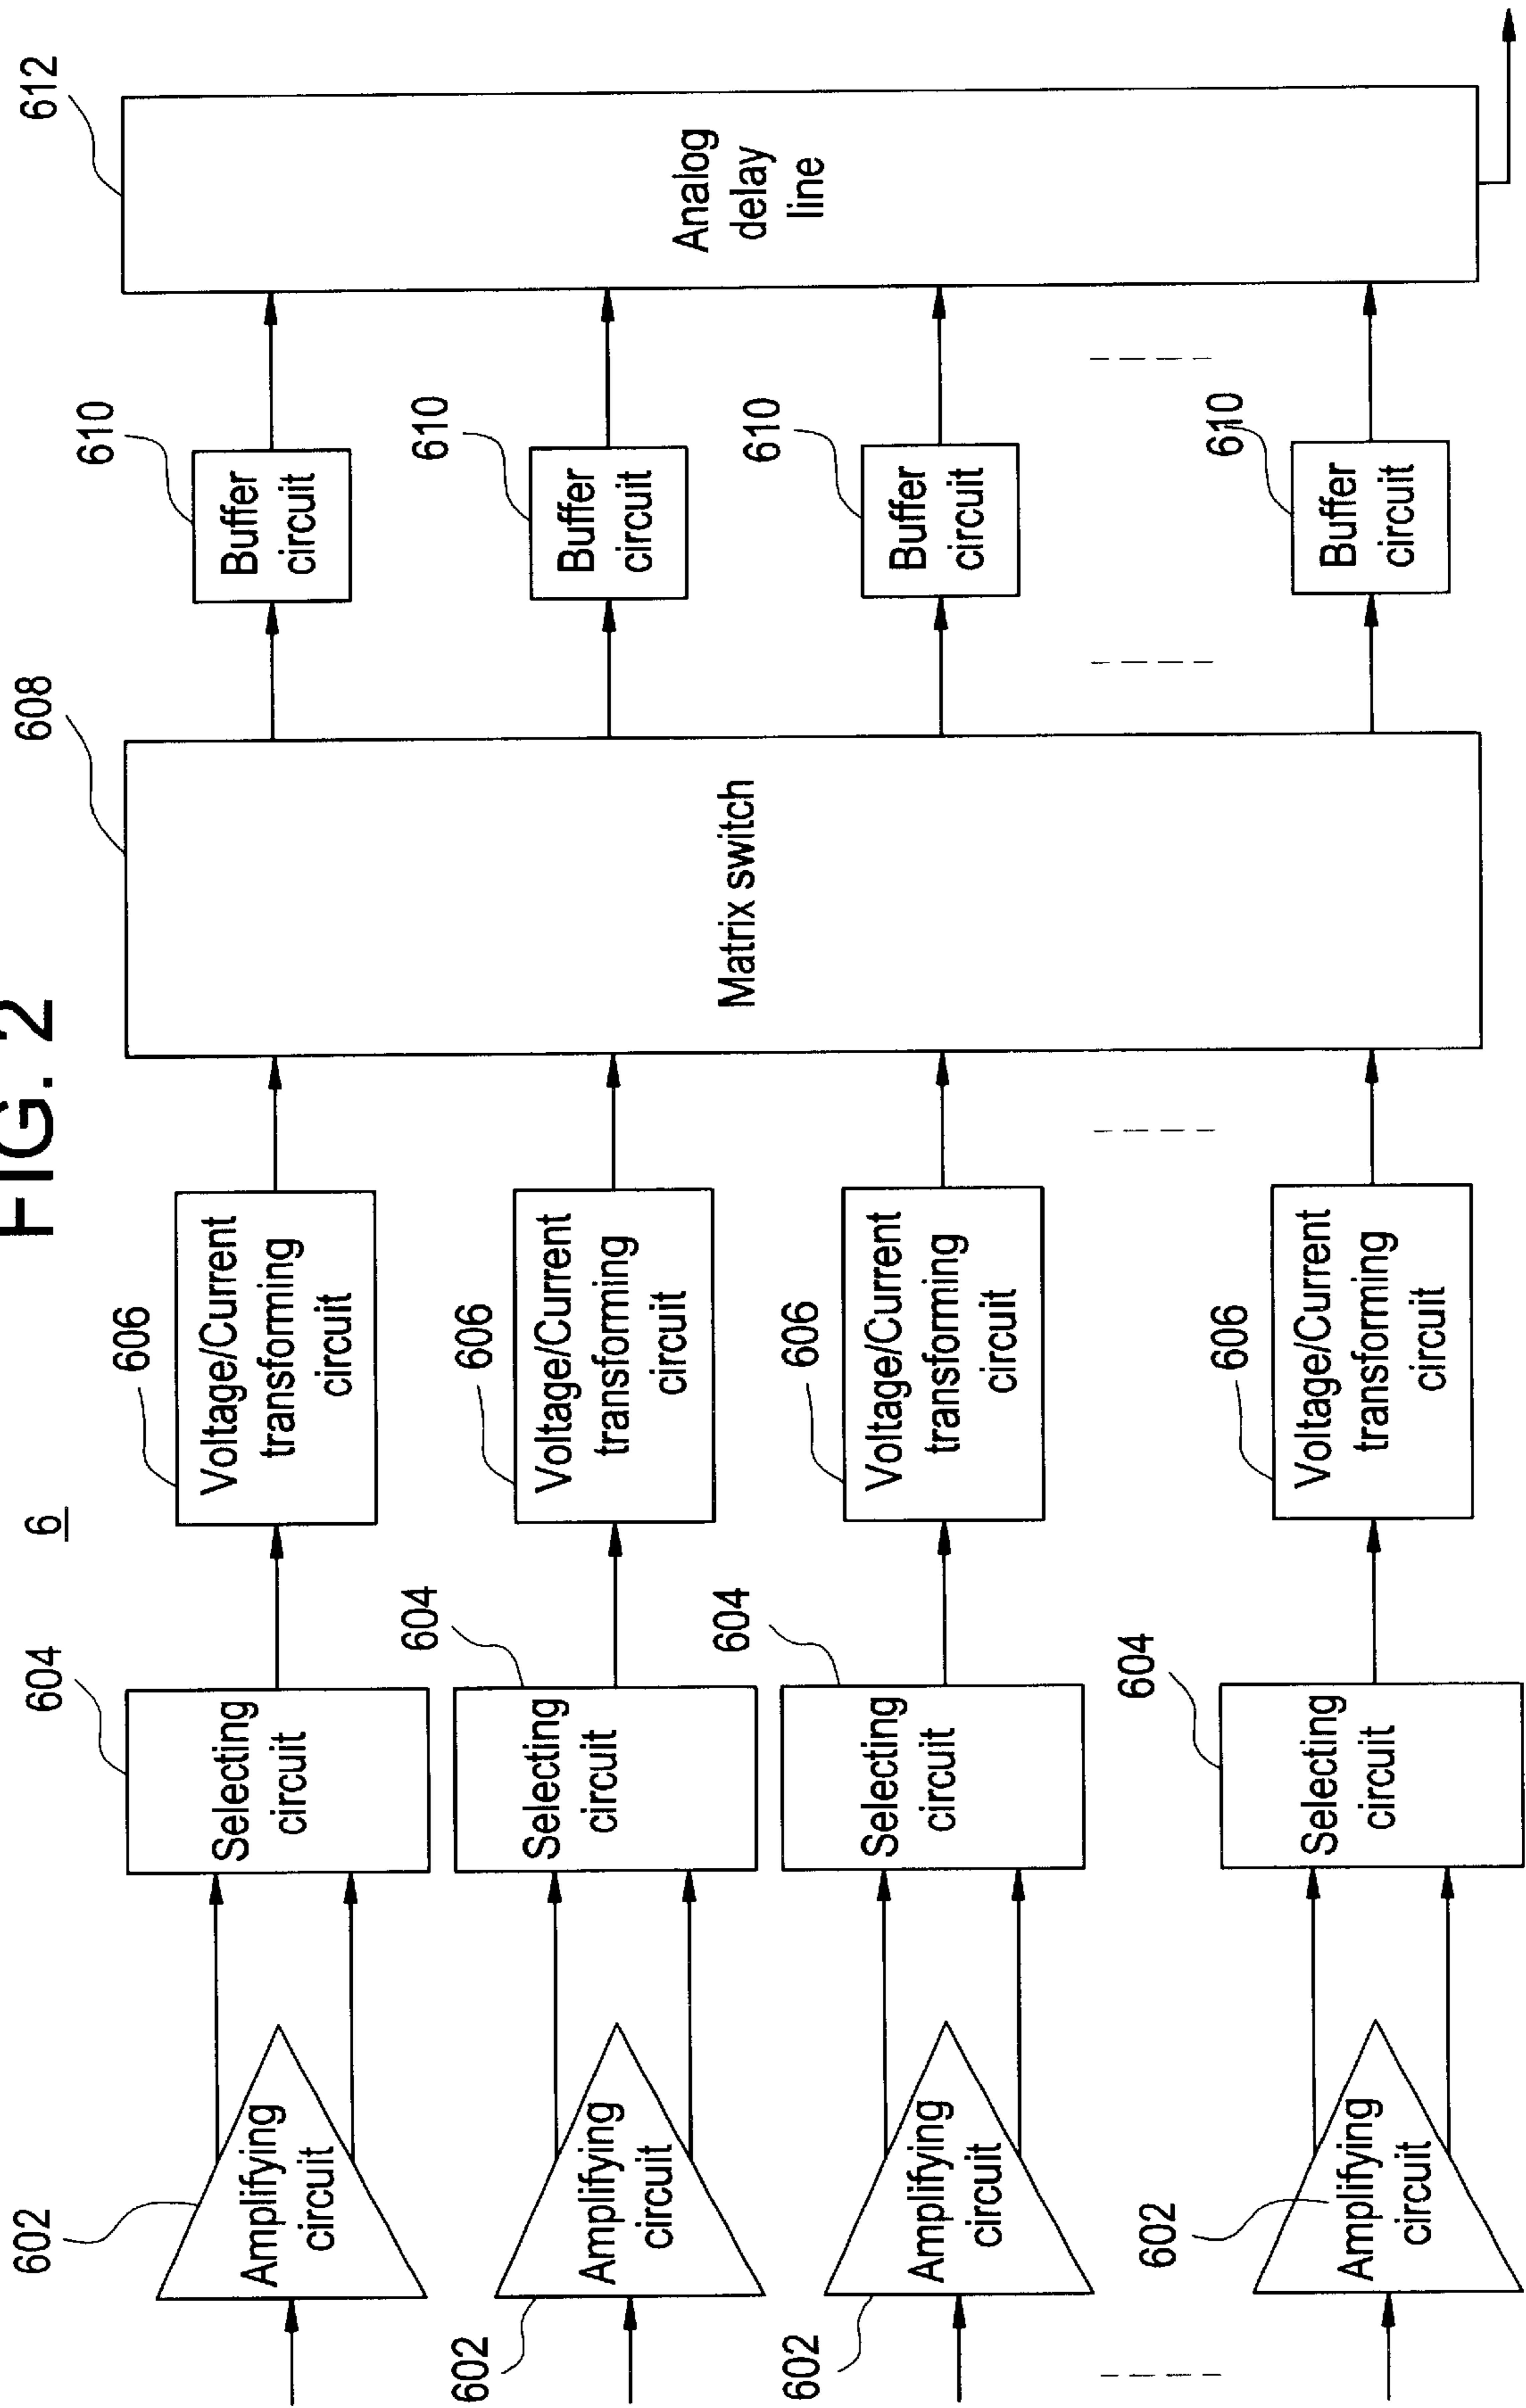 FIG. 2
6
602
Amplifying
circuit
604
Selecting
circuit
606
Voltage/Current
transforming
circuit
608
Matrix switch
610
Buffer
circuit
612
Analog
delay
line
602
Amplifying
circuit
604
Selecting
circuit
606
Voltage/Current
transforming
circuit
610
Buffer
circuit
602
Amplifying
circuit
604
Selecting
circuit
606
Voltage/Current
transforming
circuit
610
Buffer
circuit
602
Amplifying
circuit
604
Selecting
circuit
606
Voltage/Current
transforming
circuit
610
Buffer
circuit